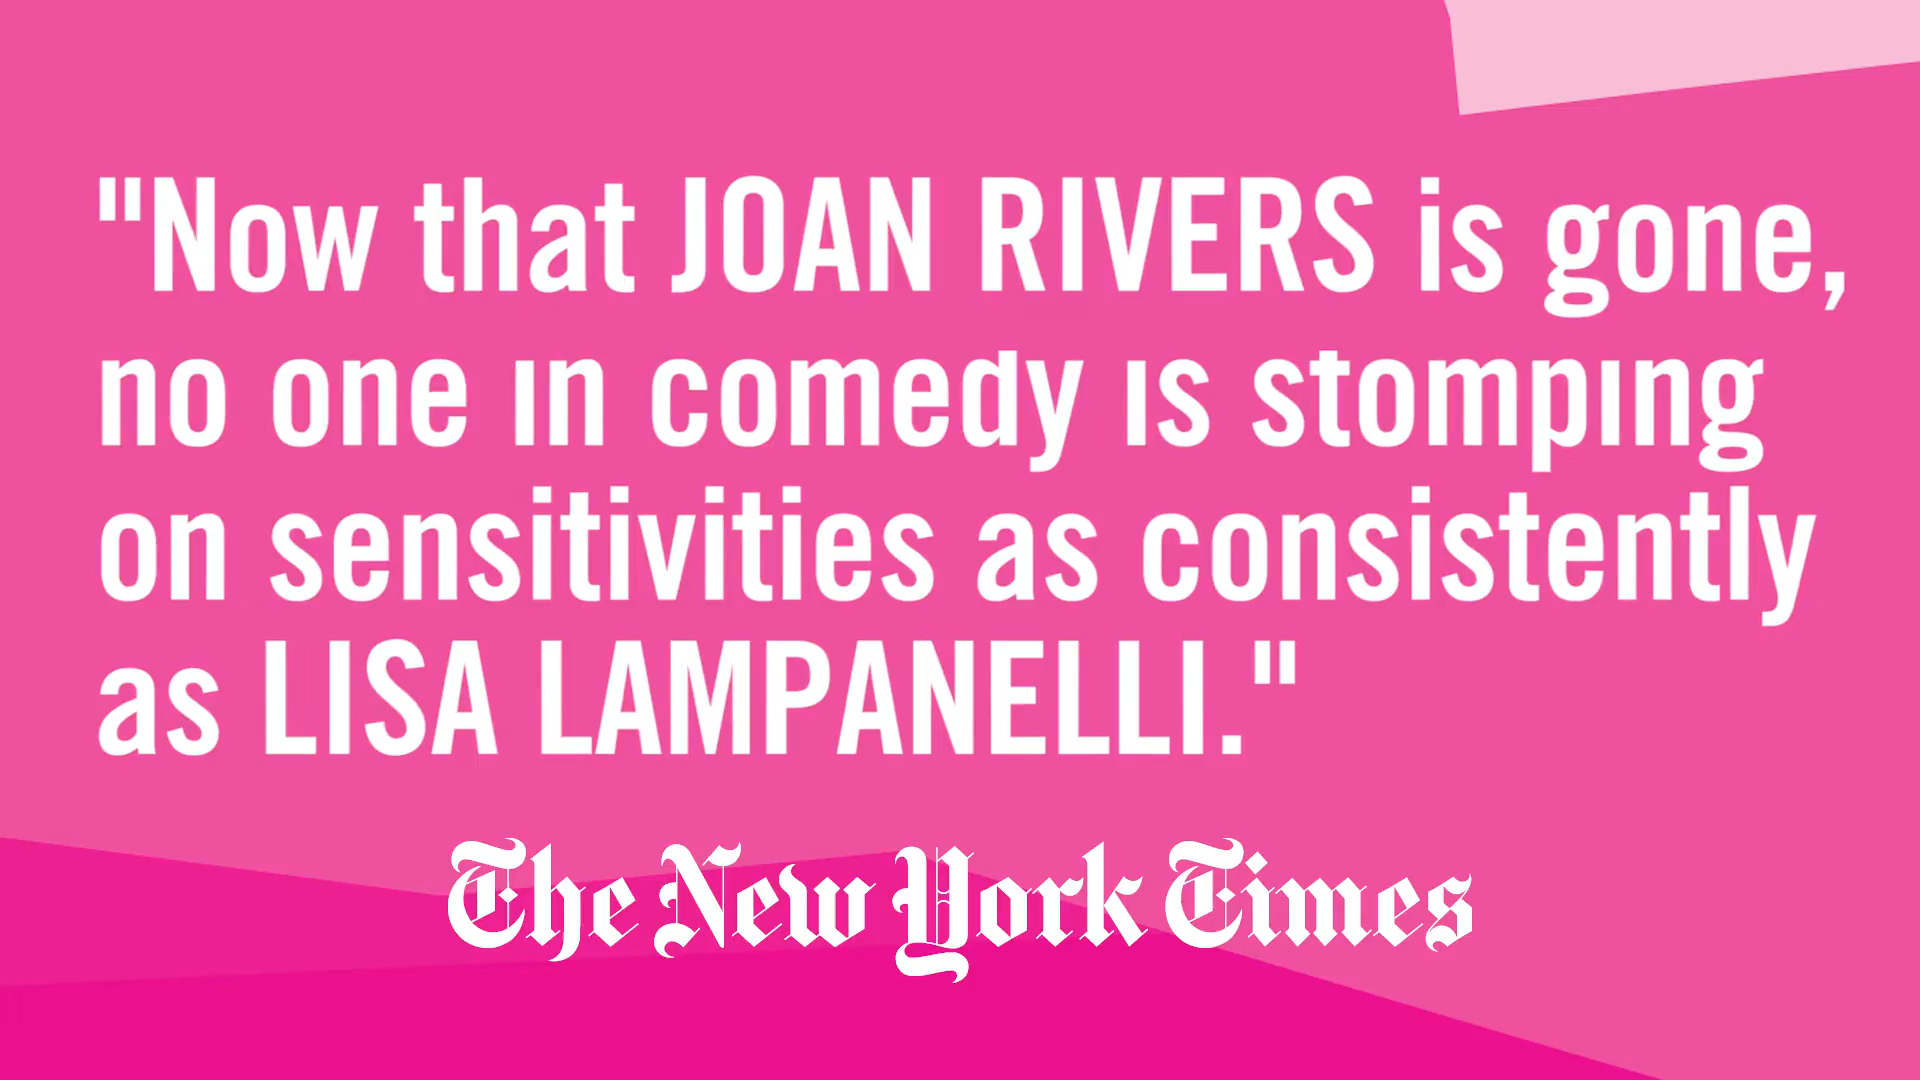 "Now that JOAN RIVERS is gone,
no one in comedy is stomping
on sensitivities as consistently
as LISA LAMPANELLI."
The New York Times